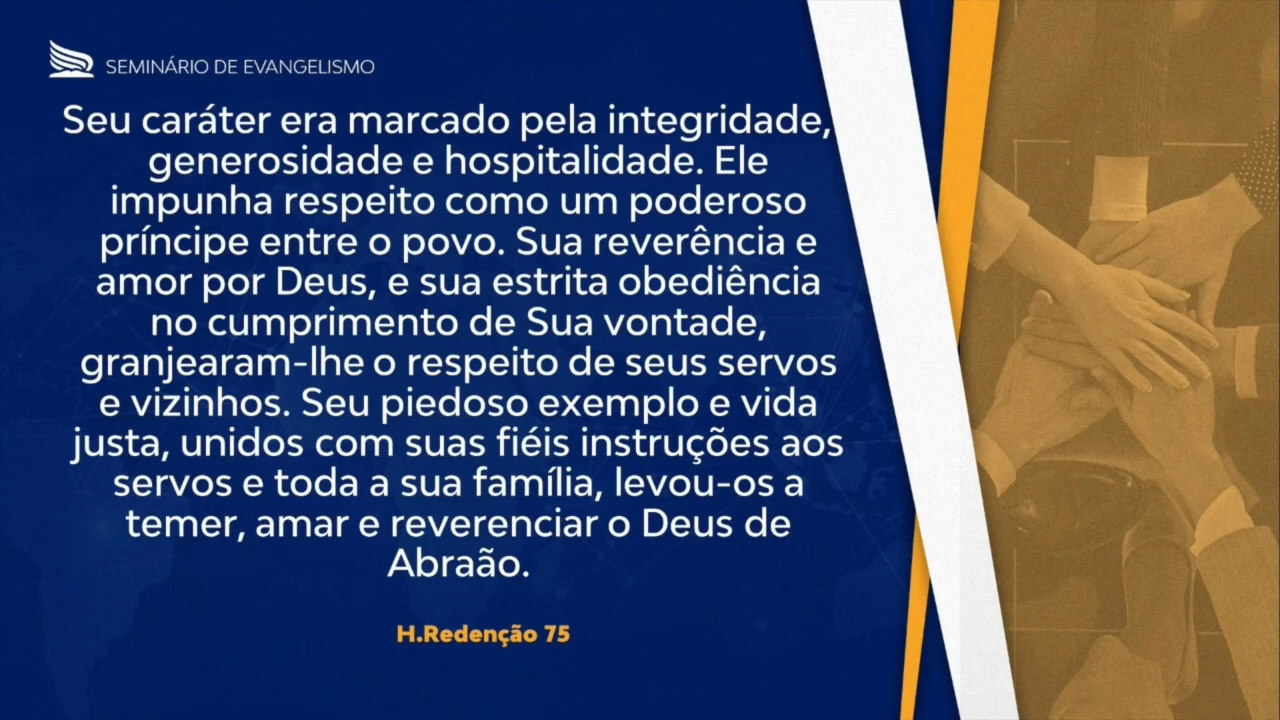 SEMINÁRIO DE EVANGELISMO
Seu caráter era marcado pela integridade,
generosidade e hospitalidade. Ele
impunha respeito como um poderoso
príncipe entre o povo. Sua reverência e
amor por Deus, e sua estrita obediência
no cumprimento de Sua vontade,
granjearam-lhe o respeito de seus servos
e vizinhos. Seu piedoso exemplo e vida
justa, unidos com suas fiéis instruções aos
servos e toda a sua família, levou-os a
temer, amar e reverenciar o Deus de
Abraão.
H.Redenção 75